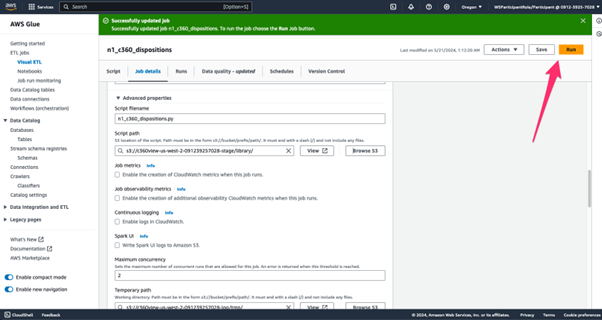 aws
Services
Search
[Option+S]
Oregon
WSParticipantRole/Participant @ 0912-3925-7028
AWS Glue
Getting started
ETL jobs
Visual ETL
Notebooks
Job run monitoring
Data Catalog tables
Data connections
Workflows (orchestration)
Data Catalog
Databases
Tables
Stream schema registries
Schemas
Connections
Crawlers
Classifiers
Catalog settings
Data Integration and ETL
Legacy pages
What's New
Documentation
AWS Marketplace
Enable compact mode
Enable new navigation
Successfully updated job
Successfully updated job n1_c360_dispositions. To run the job choose the Run Job button.
n1_c360_dispositions
Last modified on 5/21/2024, 1:12:20 AM
Actions
Save
Run
Script
Job details
Runs
Data quality - updated
Schedules
Version Control
Advanced properties
Script filename
n1_c360_dispositions.py
Script path
S3 location of the script. Path must be in the form s3://bucket/prefix/path/. It must end with a slash (/) and not include any files.
s3://c360view-us-west-2-091239257028-stage/library/
View
Browse S3
Job metrics Info
Enable the creation of CloudWatch metrics when this job runs.
Job observability metrics Info
Enable the creation of additional observability CloudWatch metrics when this job runs.
Continuous logging Info
Enable logs in CloudWatch.
Spark UI Info
Write Spark UI logs to Amazon S3.
Maximum concurrency
Sets the maximum number of concurrent runs that are allowed for this job. An error is returned when this threshold is reached.
2
Temporary path
Working directory. Path must be in the form s3://bucket/prefix/path/. It must end with a slash (/) and not include any files.
View
Browse S3
CloudShell
Feedback
© 2024, Amazon Web Services, Inc. or its affiliates.
Privacy
Terms
Cookie preferences